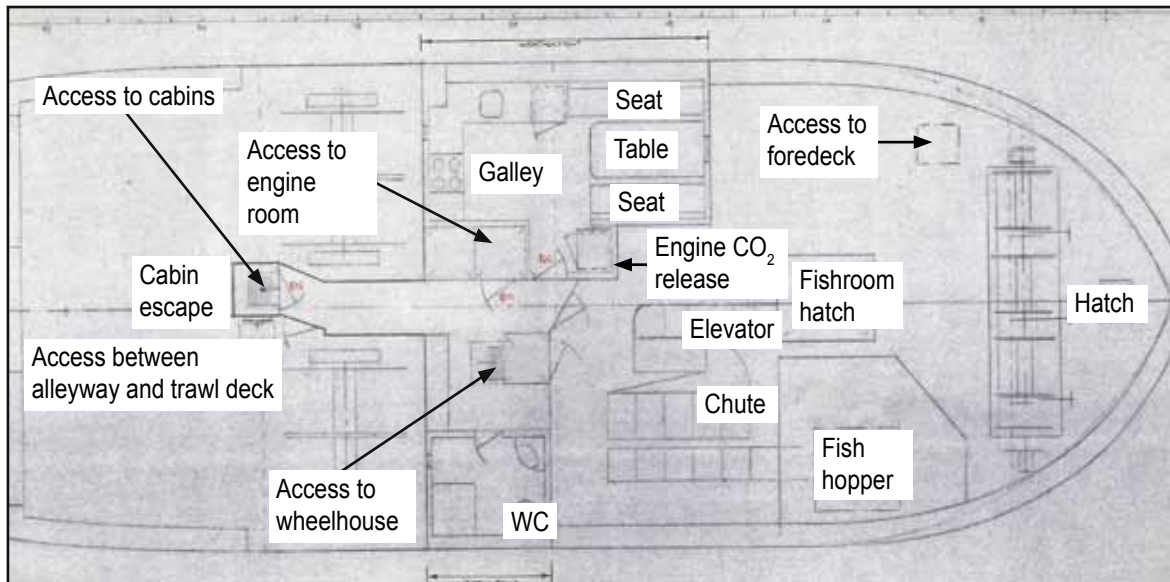 Access to cabins
Access to
engine
room
Galley
Seat
Table
Seat
Access to
foredeck
Cabin
escape
Engine CO₂
release
Fishroom
hatch
Hatch
Elevator
Access between
alleyway and trawl deck
Chute
Fish
hopper
Access to
wheelhouse
WC